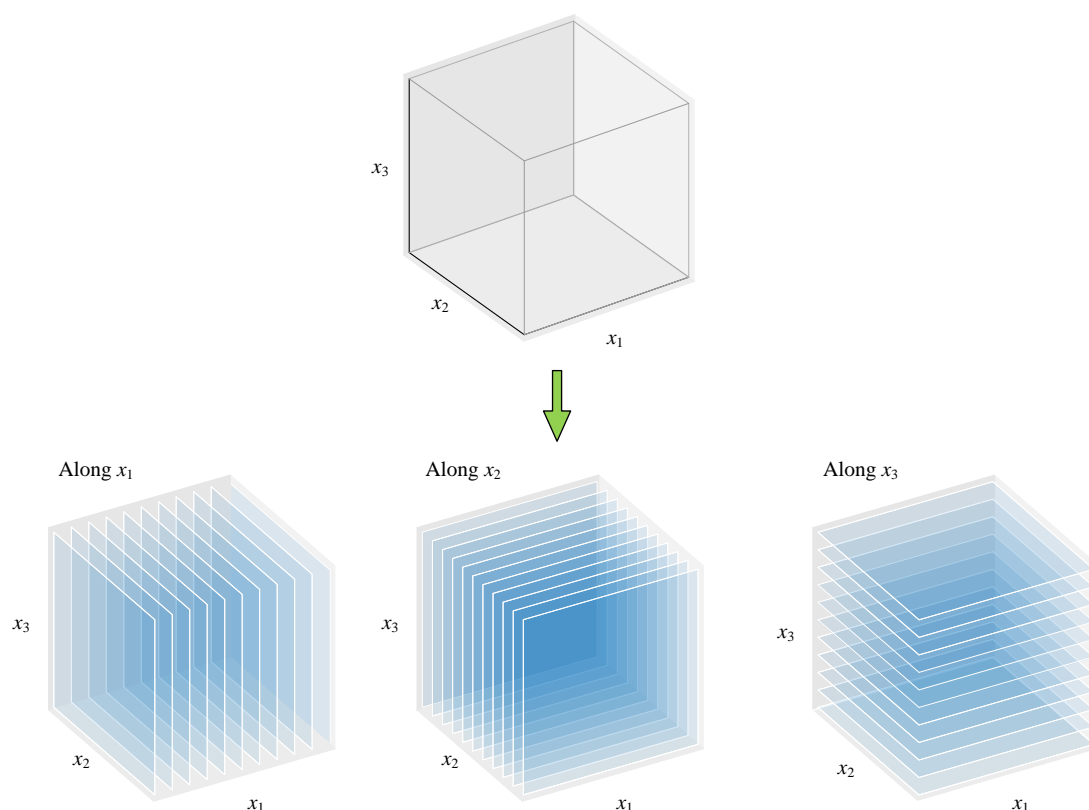 x₃
x₂
x₁
Along x₁
Along x₂
Along x₃
x₃
x₃
x₃
x₂
x₂
x₂
x₁
x₁
x₁